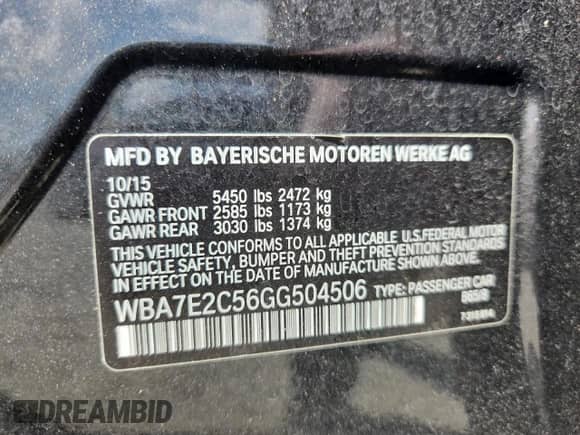 MFD BY BAYERISCHE MOTOREN WERKE AG
10/15
GVWR 5450 lbs 2472 kg
GAWR FRONT 2585 lbs 1173 kg
GAWR REAR 3030 lbs 1374 kg
THIS VEHICLE CONFORMS TO ALL APPLICABLE U.S. FEDERAL MOTOR
VEHICLE SAFETY, BUMPER AND THEFT PREVENTION STANDARDS
IN EFFECT ON THE DATE OF MANUFACTURE SHOWN ABOVE.
WBA7E2C56GG504506 TYPE: PASSENGER CAR
DREAMBID